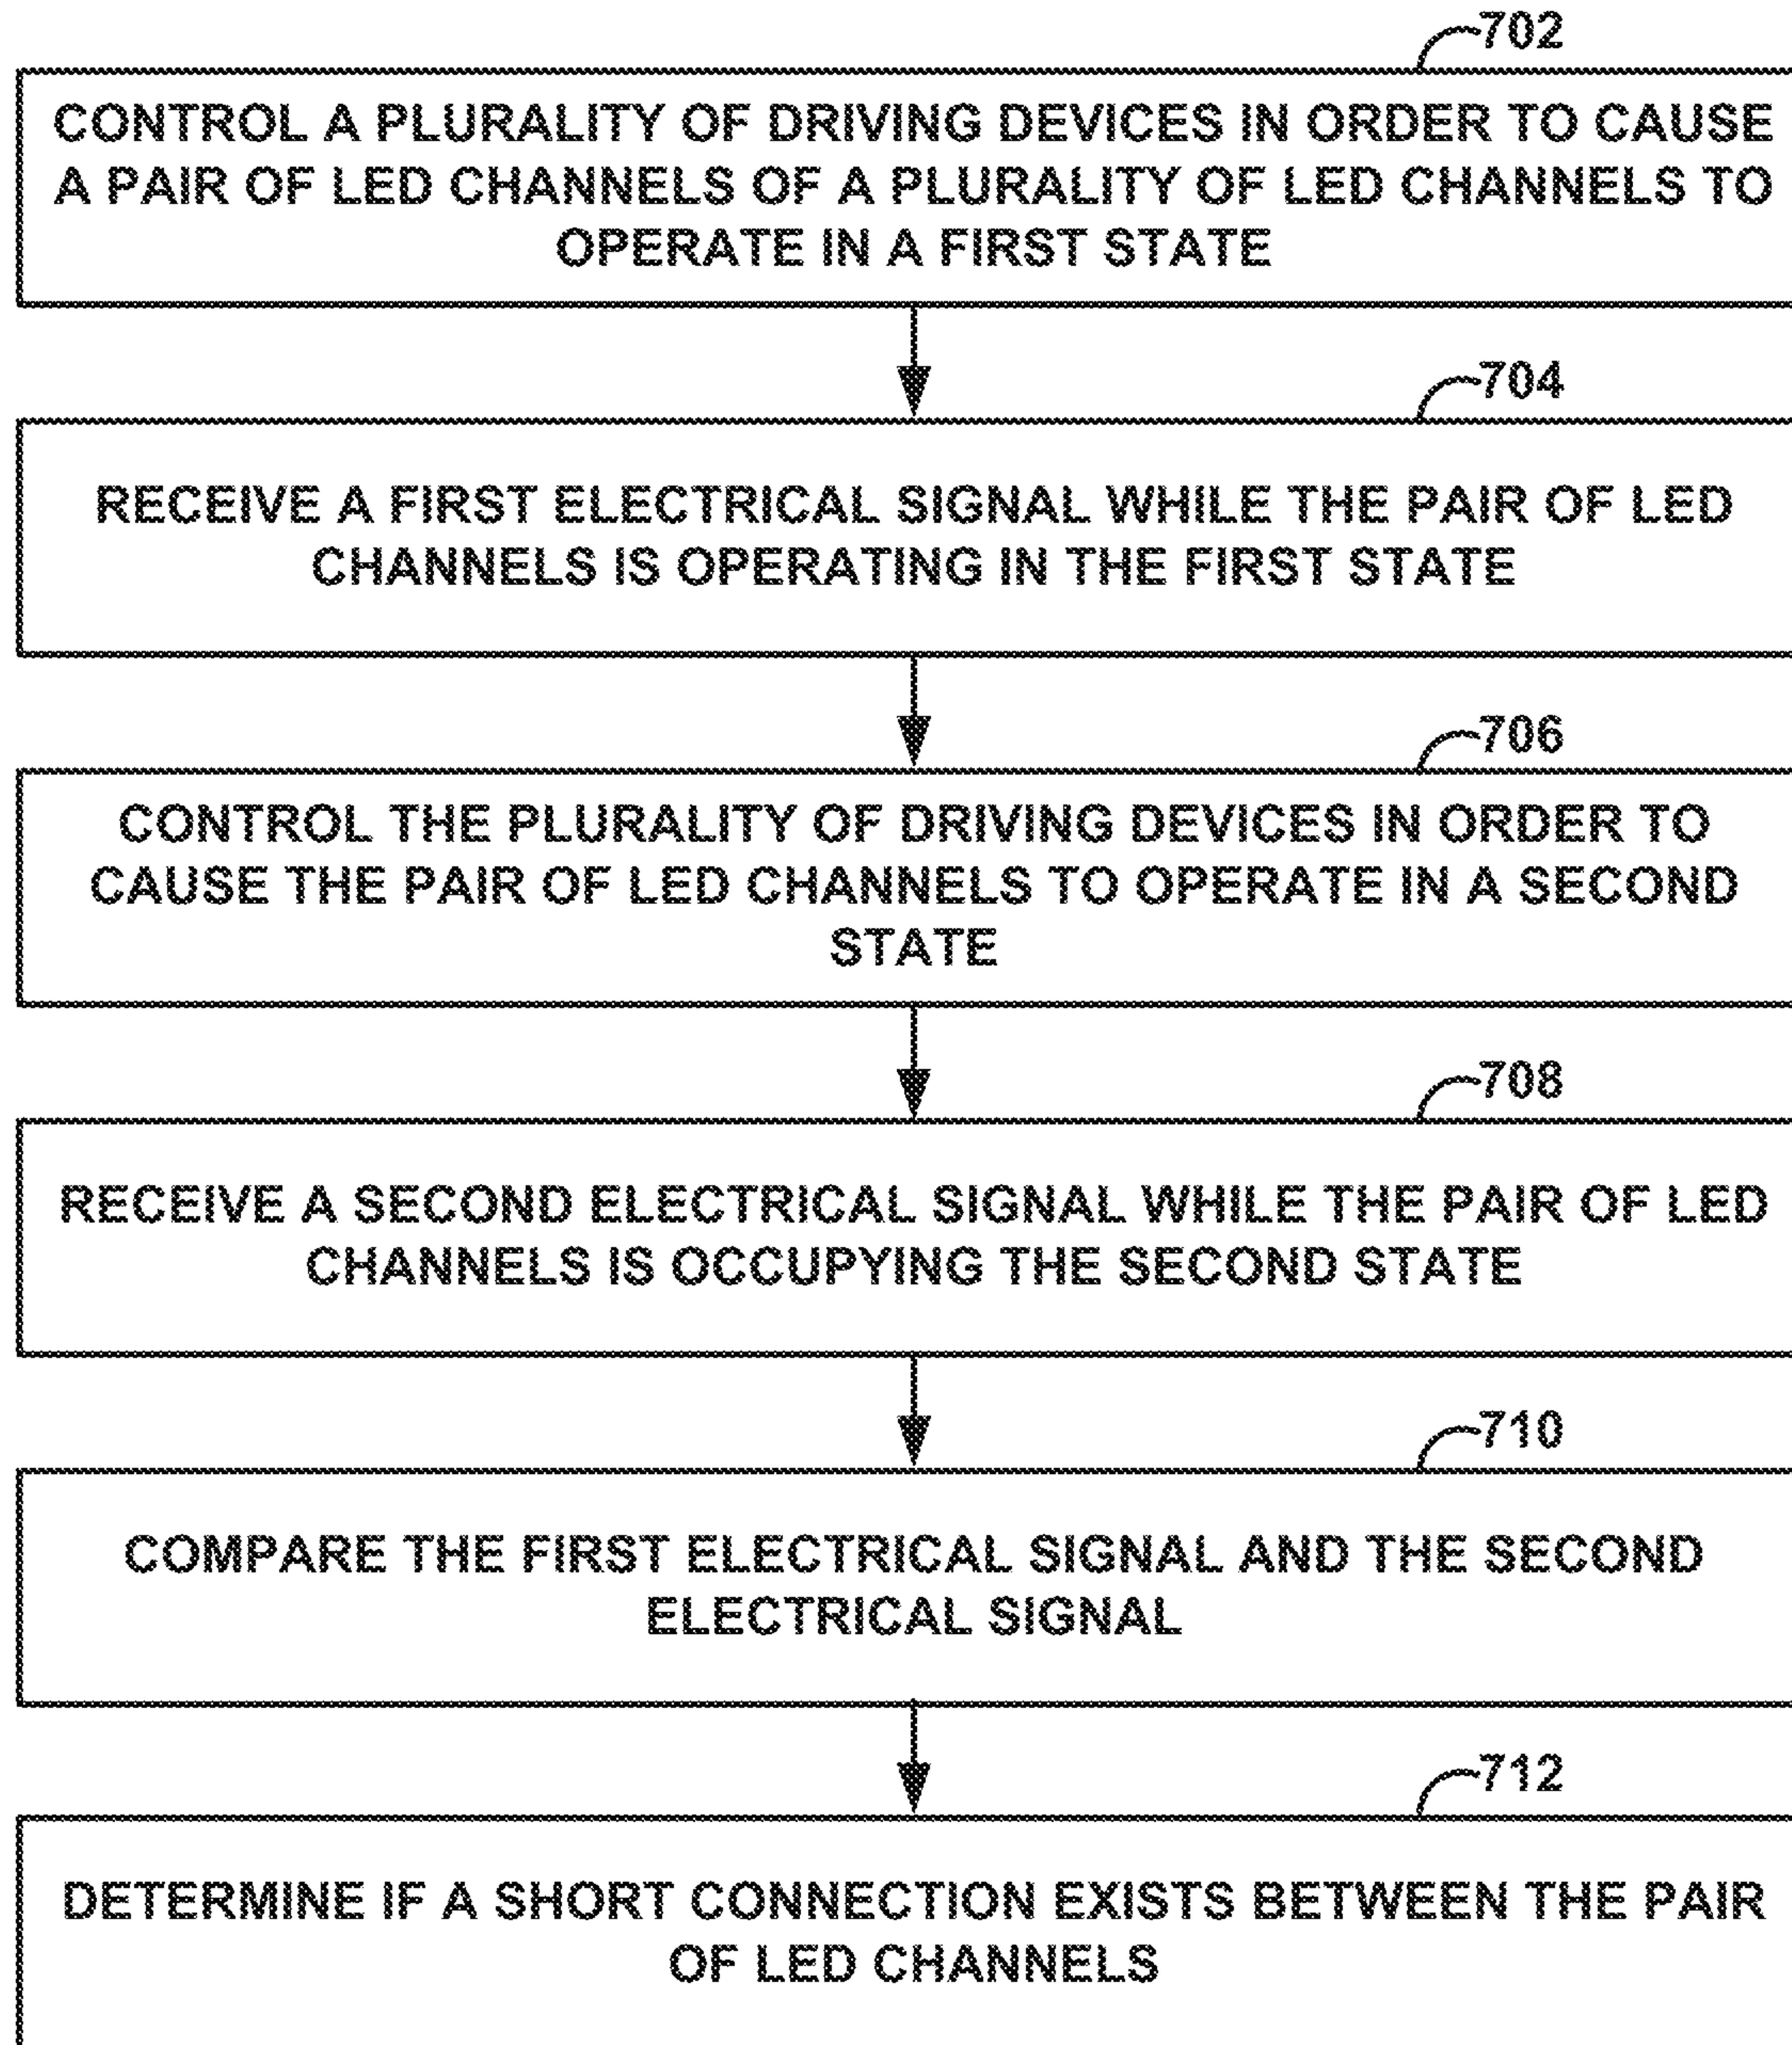 702
CONTROL A PLURALITY OF DRIVING DEVICES IN ORDER TO CAUSE
A PAIR OF LED CHANNELS OF A PLURALITY OF LED CHANNELS TO
OPERATE IN A FIRST STATE
704
RECEIVE A FIRST ELECTRICAL SIGNAL WHILE THE PAIR OF LED
CHANNELS IS OPERATING IN THE FIRST STATE
706
CONTROL THE PLURALITY OF DRIVING DEVICES IN ORDER TO
CAUSE THE PAIR OF LED CHANNELS TO OPERATE IN A SECOND
STATE
708
RECEIVE A SECOND ELECTRICAL SIGNAL WHILE THE PAIR OF LED
CHANNELS IS OCCUPYING THE SECOND STATE
710
COMPARE THE FIRST ELECTRICAL SIGNAL AND THE SECOND
ELECTRICAL SIGNAL
712
DETERMINE IF A SHORT CONNECTION EXISTS BETWEEN THE PAIR
OF LED CHANNELS